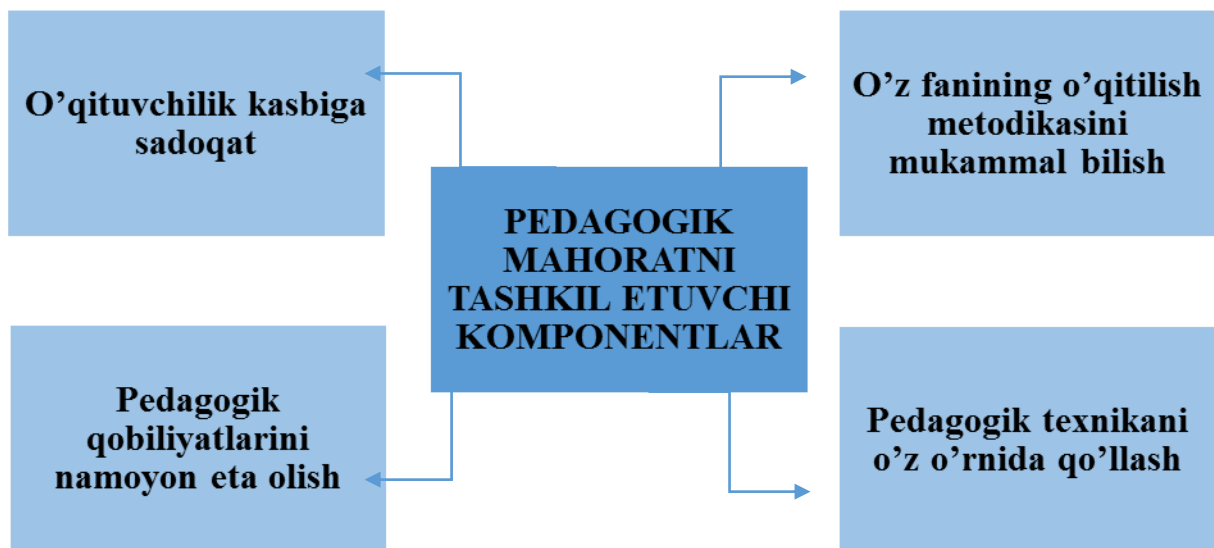 O’qituvchilik kasbiga
sadoqat
O’z fanining o’qitilish
metodikasini
mukammal bilish
PEDAGOGIK
MAHORATNI
TASHKIL ETUVCHI
KOMPONENTLAR
Pedagogik
qobiliyatlarini
namoyon eta olish
Pedagogik texnikani
o’z o’rnida qo’llash